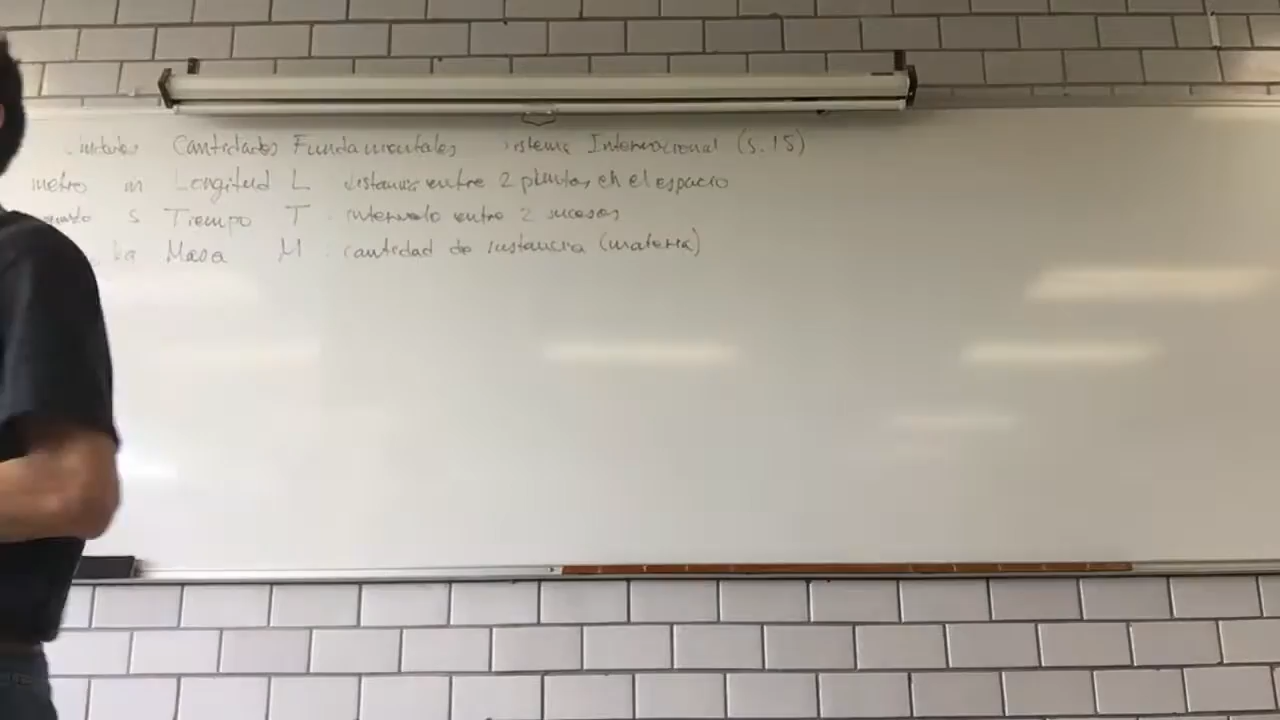 Cantidades Fundamentales Sistema Internacional (S.I.)
metro m Longitud L distancia entre 2 puntos en el espacio
s Tiempo T intervalo entre 2 sucesos
kg Masa M cantidad de sustancia (materia)